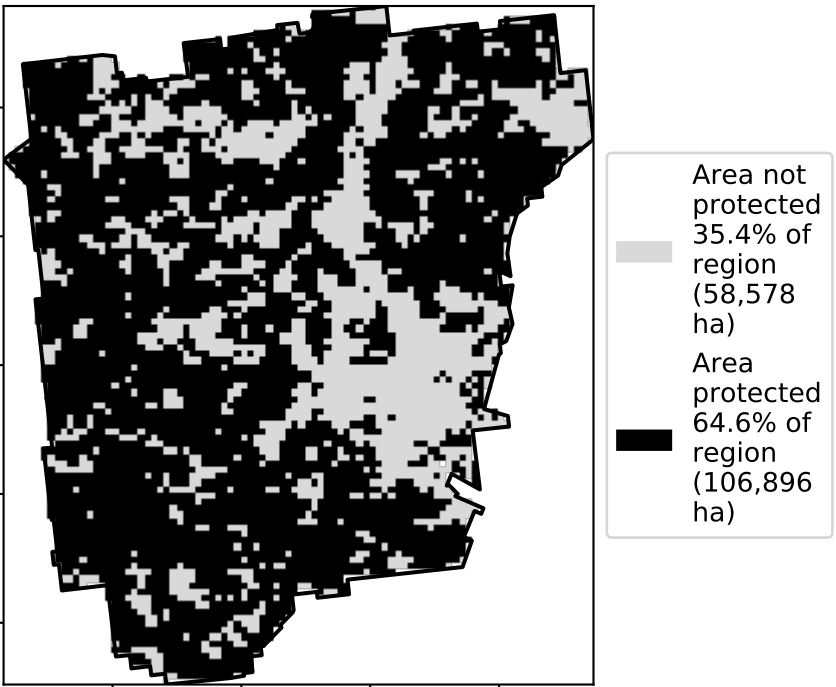 Area not
protected
35.4% of
region
(58,578
ha)
Area
protected
64.6% of
region
(106,896
ha)